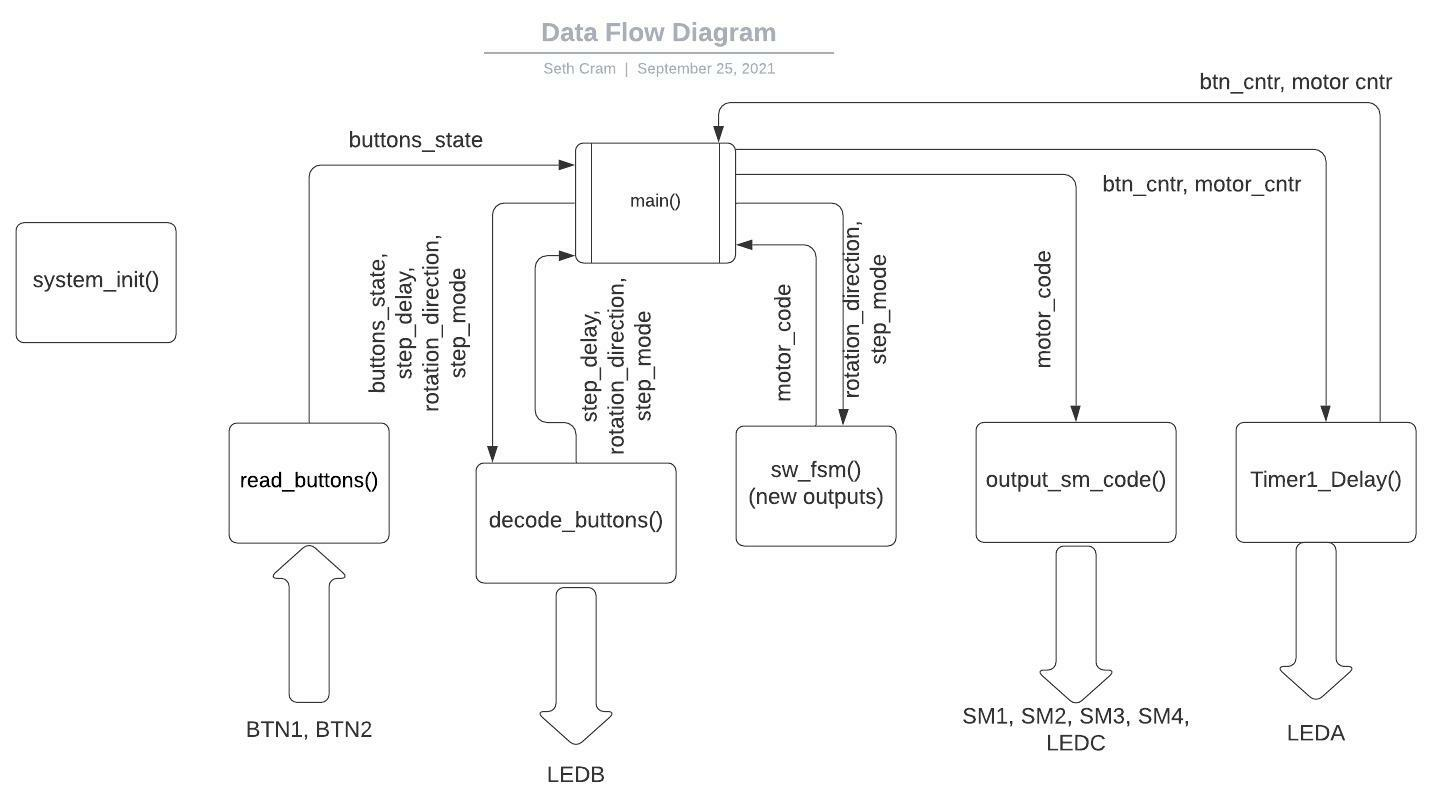 Data Flow Diagram
Seth Cram | September 25, 2021
btn_cntr, motor cntr
buttons_state
main()
btn_cntr, motor_cntr
system_init()
buttons_state,
step_delay,
rotation_direction,
step_mode
step_delay,
rotation_direction,
step_mode
motor_code
rotation_direction,
step_mode
motor_code
read_buttons()
decode_buttons()
sw_fsm()
(new outputs)
output_sm_code()
Timer1_Delay()
BTN1, BTN2
LEDB
SM1, SM2, SM3, SM4,
LEDC
LEDA